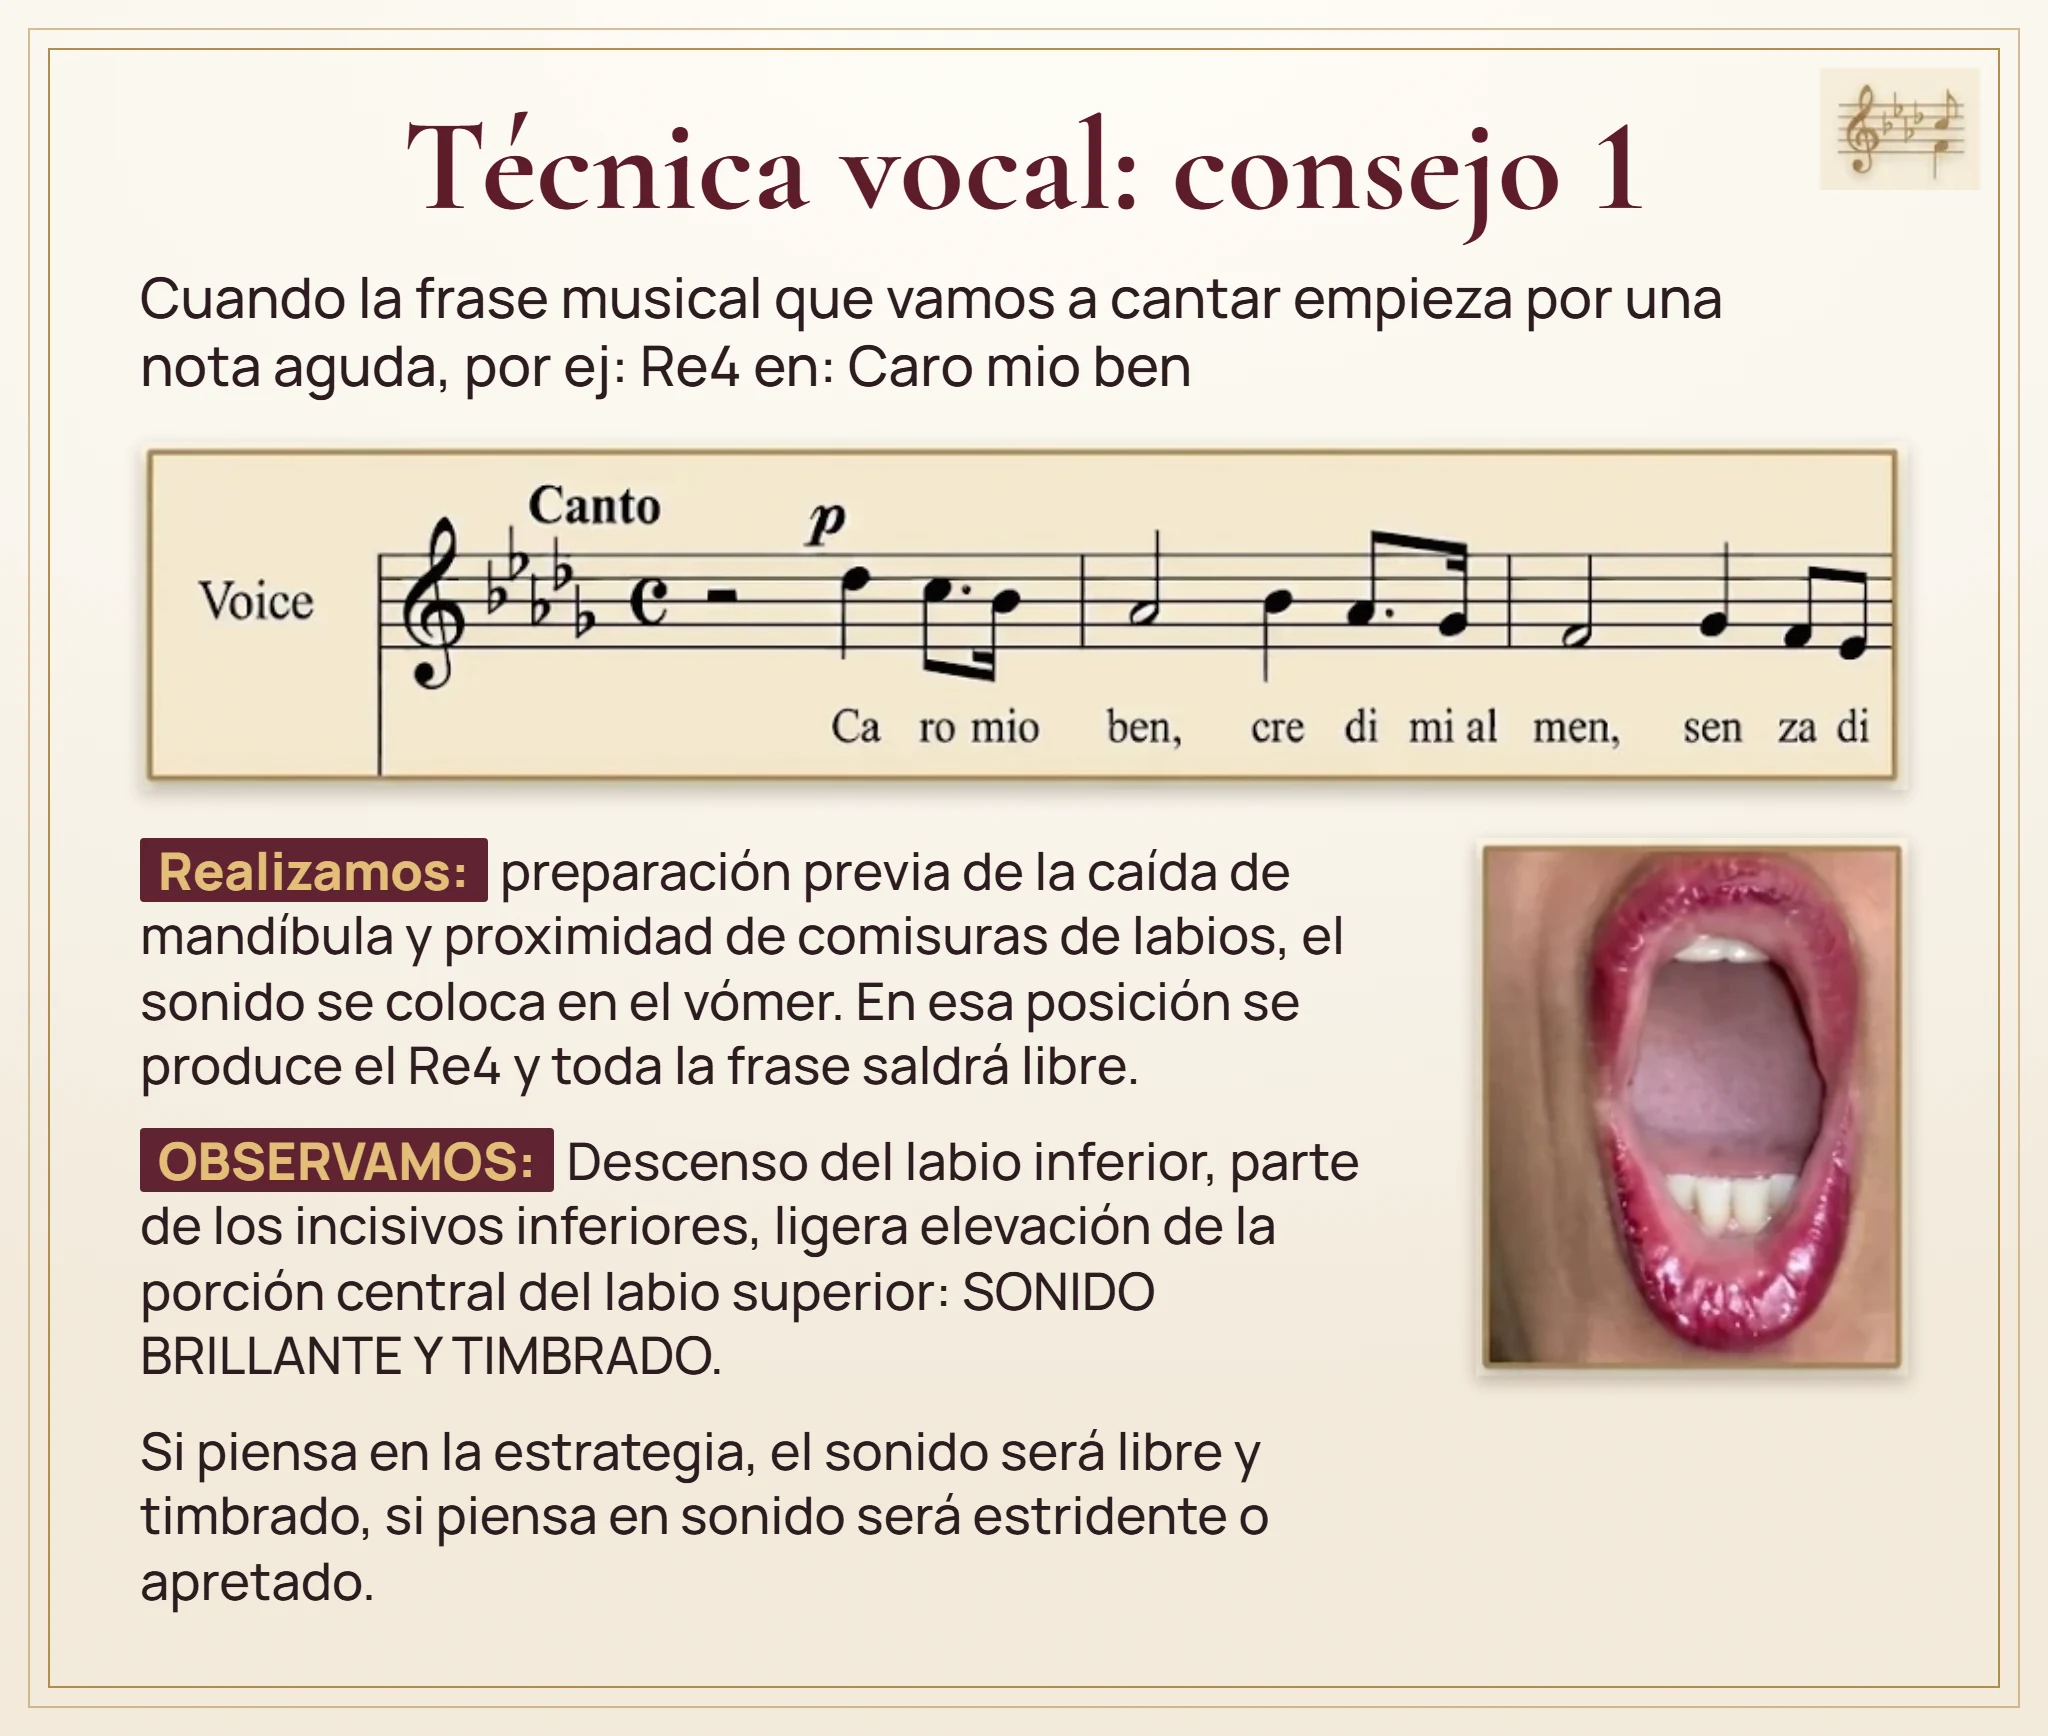 Técnica vocal: consejo 1
Cuando la frase musical que vamos a cantar empieza por una
nota aguda, por ej: Re4 en: Caro mio ben
Canto
p
Voice
Ca ro mio ben, cre di mi al men, sen za di
Realizamos: preparación previa de la caída de
mandíbula y proximidad de comisuras de labios, el
sonido se coloca en el vómer. En esa posición se
produce el Re4 y toda la frase saldrá libre.
OBSERVAMOS: Descenso del labio inferior, parte
de los incisivos inferiores, ligera elevación de la
porción central del labio superior: SONIDO
BRILLANTE Y TIMBRADO.
Si piensa en la estrategia, el sonido será libre y
timbrado, si piensa en sonido será estridente o
apretado.